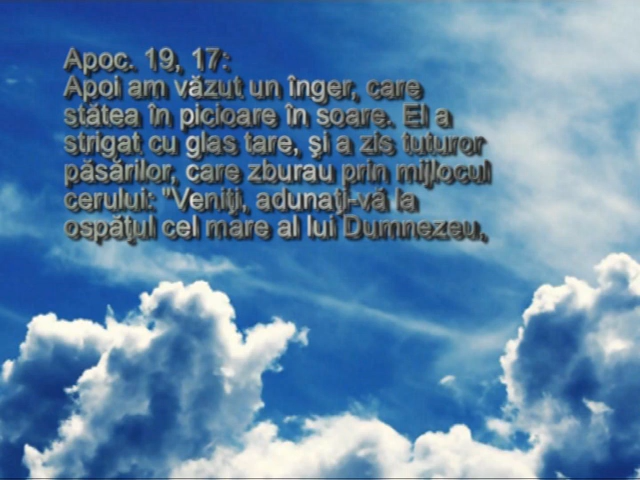 Apoc. 19, 17:
Apoi am văzut un înger, care
stătea în picioare în soare. El a
strigat cu glas tare, şi a zis tuturor
păsărilor, care zburau prin mijlocul
cerului: "Veniţi, adunaţi-vă la
ospăţul cel mare al lui Dumnezeu,